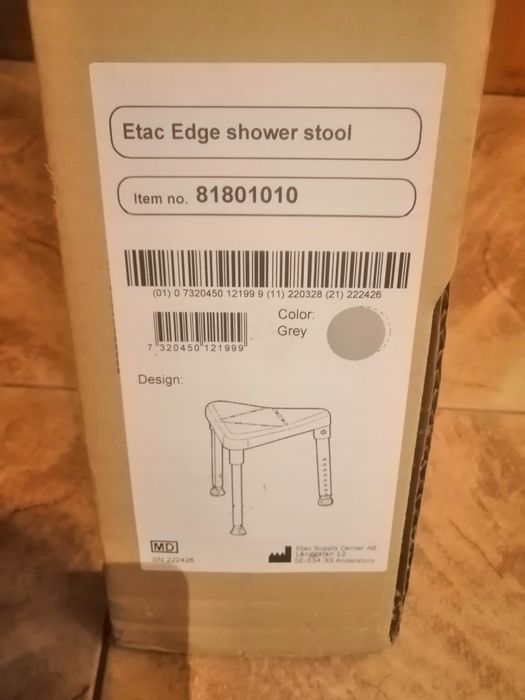 Etac Edge shower stool
Item no. 81801010
(01) 0 7320450 12199 9 (11) 220328 (21) 222426
Color:
Grey
7 320450 121999
Design:
MD
SN 222426
Etac Supply Center AB
Långgatan 12
SE-334 33 Anderstorp